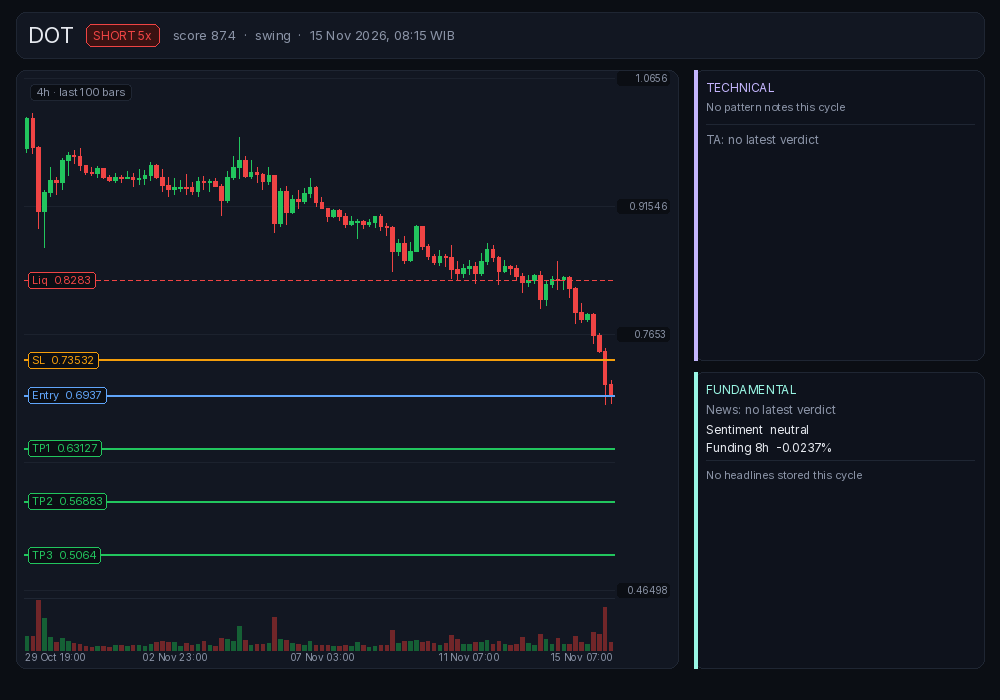 DOT SHORT 5x score 87.4 · swing · 15 Nov 2026, 08:15 WIB
4h · last 100 bars
1.0656
0.91546
Liq 0.8283
0.7653
SL 0.73532
Entry 0.6937
TP1 0.63127
TP2 0.56883
TP3 0.5064
0.46498
29 Oct 19:00 02 Nov 23:00 07 Nov 03:00 11 Nov 07:00 15 Nov 07:00
TECHNICAL
No pattern notes this cycle
TA: no latest verdict
FUNDAMENTAL
News: no latest verdict
Sentiment neutral
Funding 8h -0.0237%
No headlines stored this cycle